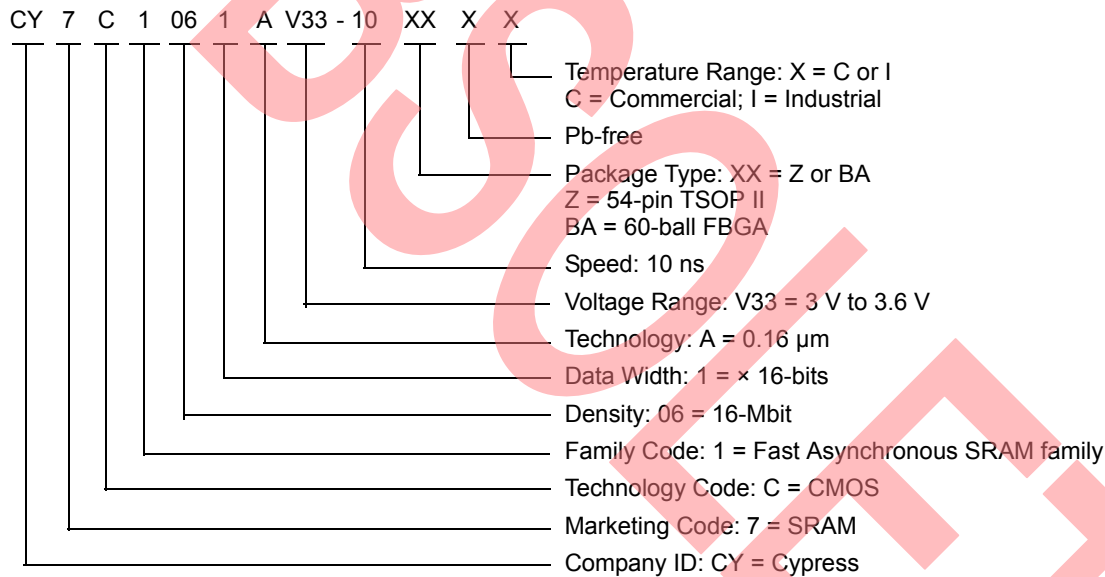 CY 7 C 1 06 1 A V33 - 10 XX X X
Temperature Range: X = C or I
C = Commercial; I = Industrial
Pb-free
Package Type: XX = Z or BA
Z = 54-pin TSOP II
BA = 60-ball FBGA
Speed: 10 ns
Voltage Range: V33 = 3 V to 3.6 V
Technology: A = 0.16 µm
Data Width: 1 = × 16-bits
Density: 06 = 16-Mbit
Family Code: 1 = Fast Asynchronous SRAM family
Technology Code: C = CMOS
Marketing Code: 7 = SRAM
Company ID: CY = Cypress